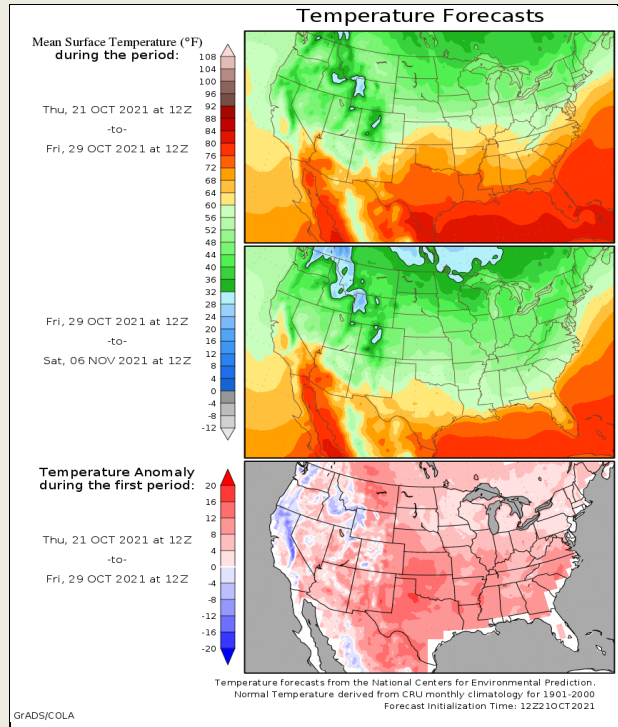 Temperature Forecasts
Mean Surface Temperature (°F)
during the period:
108
104
100
96
92
88
84
80
76
72
68
64
60
56
52
48
44
40
36
32
28
24
20
16
12
8
4
0
-4
-8
-12
Thu, 21 OCT 2021 at 12Z
-to-
Fri, 29 OCT 2021 at 12Z
Fri, 29 OCT 2021 at 12Z
-to-
Sat, 06 NOV 2021 at 12Z
Temperature Anomaly
during the first period:
20
16
12
8
4
0
-4
-8
-12
-16
-20
Thu, 21 OCT 2021 at 12Z
-to-
Fri, 29 OCT 2021 at 12Z
Temperature forecasts from the National Centers for Environmental Prediction.
Normal Temperature derived from CRU monthly climatology for 1901-2000
Forecast Initialization Time: 12Z21OCT2021
GrADS/COLA